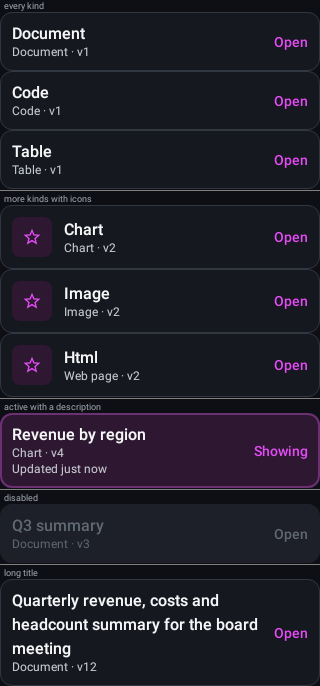 every kind
Document
Document · v1
Open
Code
Code · v1
Open
Table
Table · v1
Open
more kinds with icons
Chart
Chart · v2
Open
Image
Image · v2
Open
Html
Web page · v2
Open
active with a description
Revenue by region
Chart · v4
Updated just now
Showing
disabled
Q3 summary
Document · v3
Open
long title
Quarterly revenue, costs and
headcount summary for the board
meeting
Document · v12
Open